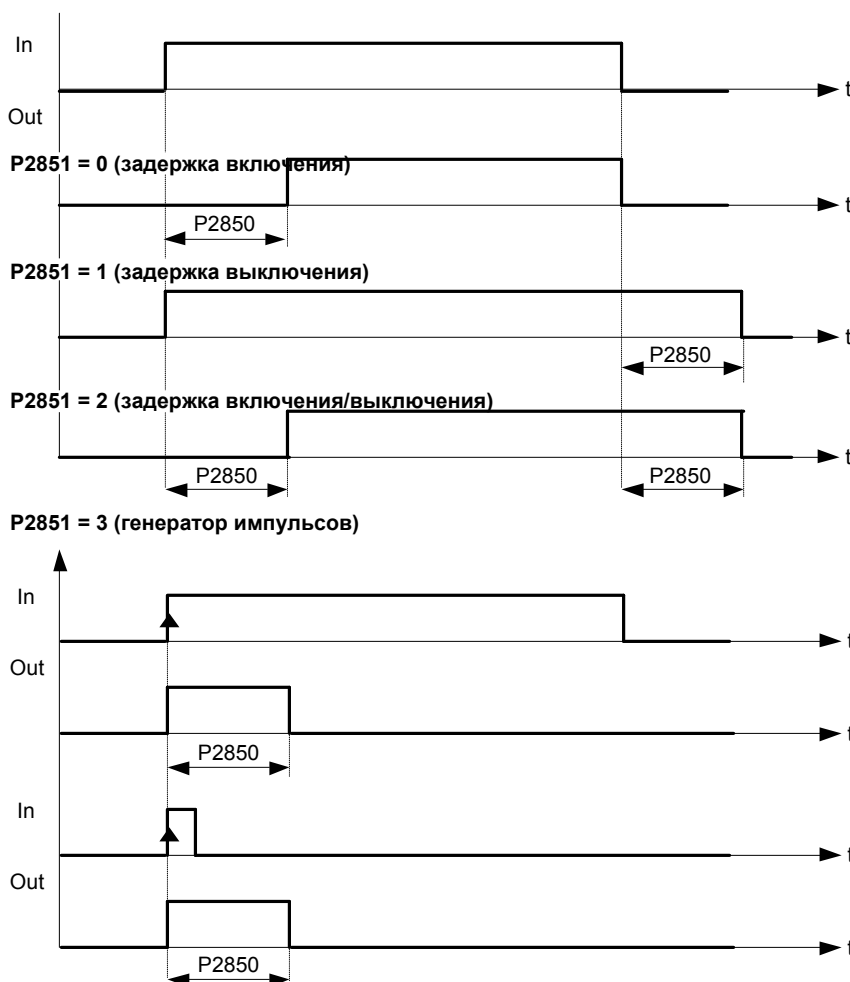 In
t
Out
P2851 = 0 (задержка включения)
t
P2850
P2851 = 1 (задержка выключения)
t
P2850
P2851 = 2 (задержка включения/выключения)
t
P2850 P2850
P2851 = 3 (генератор импульсов)
In
t
Out
t
P2850
In
t
Out
t
P2850